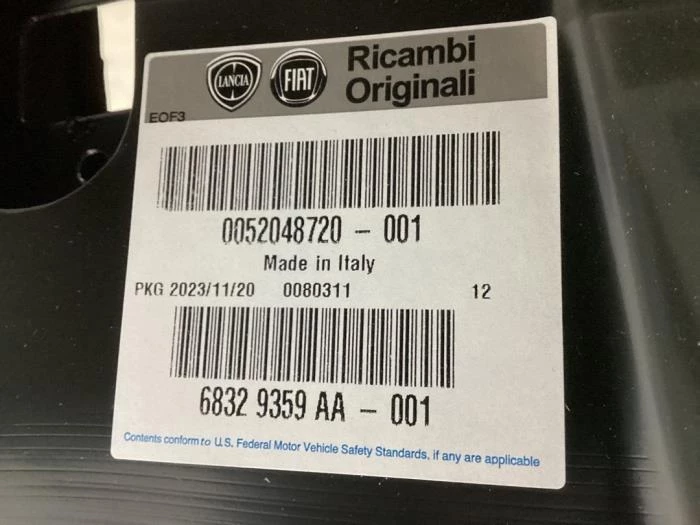 LANCIA FIAT Ricambi
Originali
EOF3
0052048720 - 001
Made in Italy
PKG 2023/11/20 0080311 12
6832 9359 AA - 001
Contents conform to U.S. Federal Motor Vehicle Safety Standards, if any are applicable